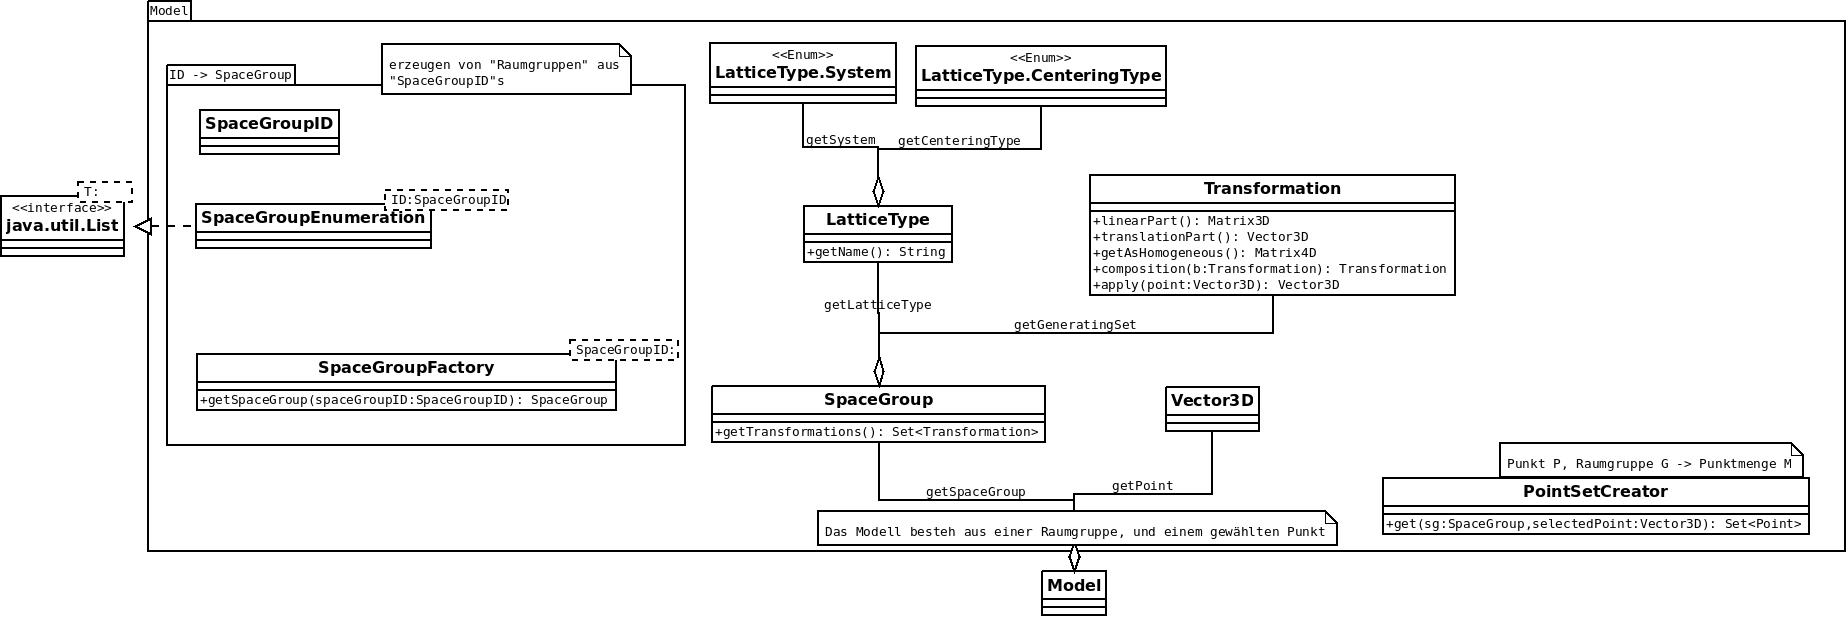 Model
ID -> SpaceGroup
erzeugen von "Raumgruppen" aus
"SpaceGroupID"s
SpaceGroupID
T:
<<interface>>
java.util.List
ID:SpaceGroupID
SpaceGroupEnumeration
SpaceGroupID:
SpaceGroupFactory
+getSpaceGroup(spaceGroupID:SpaceGroupID): SpaceGroup
<<Enum>>
LatticeType.System
<<Enum>>
LatticeType.CenteringType
getSystem
getCenteringType
LatticeType
+getName(): String
Transformation
+linearPart(): Matrix3D
+translationPart(): Vector3D
+getAsHomogeneous(): Matrix4D
+composition(b:Transformation): Transformation
+apply(point:Vector3D): Vector3D
getLatticeType
getGeneratingSet
SpaceGroup
+getTransformations(): Set<Transformation>
Vector3D
getSpaceGroup
getPoint
Punkt P, Raumgruppe G -> Punktmenge M
PointSetCreator
+get(sg:SpaceGroup,selectedPoint:Vector3D): Set<Point>
Das Modell besteh aus einer Raumgruppe, und einem gewählten Punkt
Model